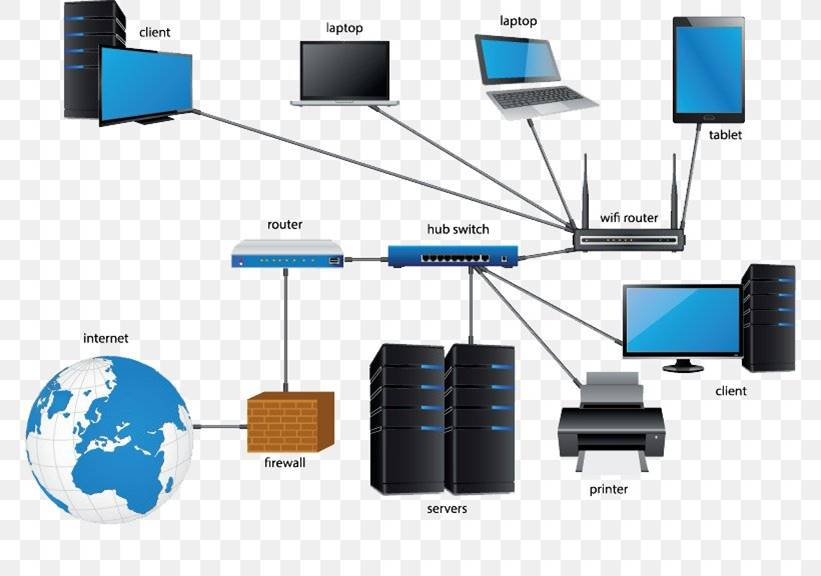 client
laptop
laptop
tablet
wifi router
router
hub switch
internet
client
firewall
printer
servers